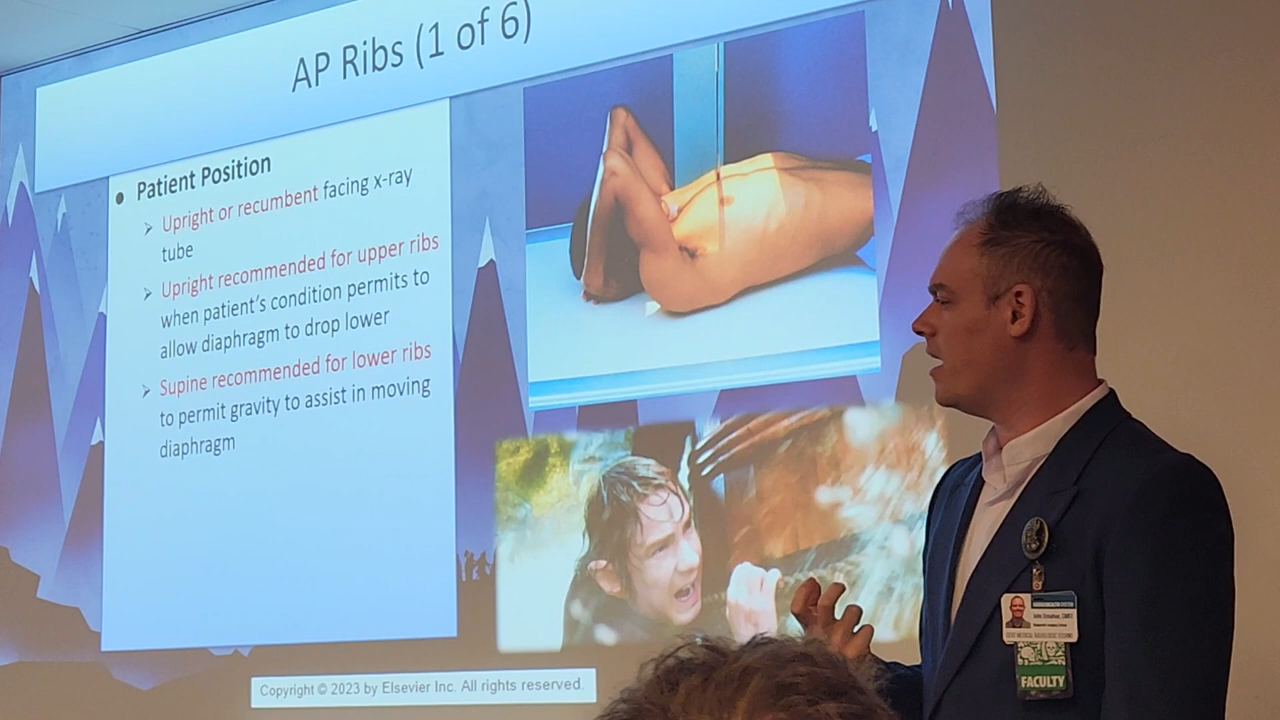 AP Ribs (1 of 6)
Patient Position
Upright or recumbent facing x-ray
tube
Upright recommended for upper ribs
when patient's condition permits to
allow diaphragm to drop lower
Supine recommended for lower ribs
to permit gravity to assist in moving
diaphragm
Copyright © 2023 by Elsevier Inc. All rights reserved.
FACULTY